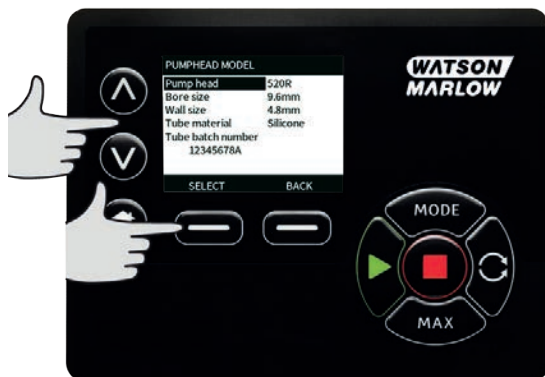 PUMPHEAD MODEL
Pump head 520R
Bore size 9.6mm
Wall size 4.8mm
Tube material Silicone
Tube batch number
12345678A
SELECT BACK
WATSON
MARLOW
MODE
MAX